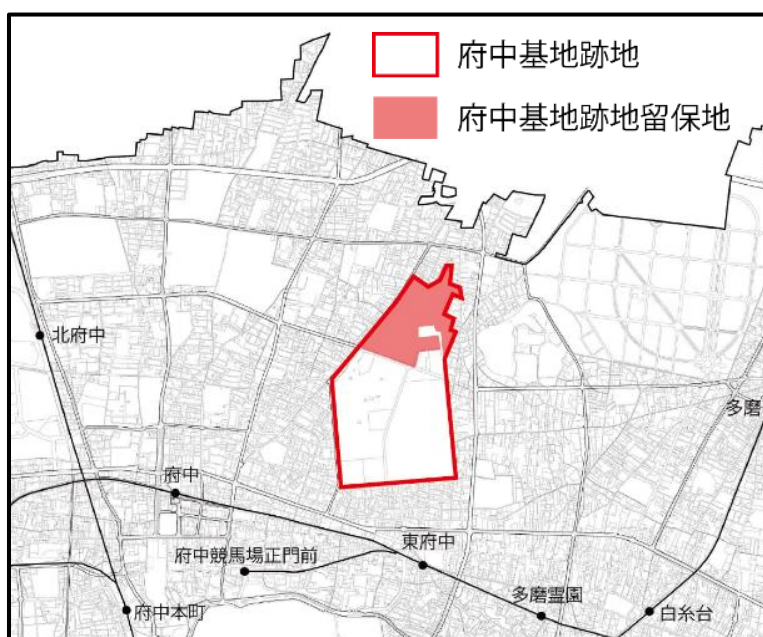 府中基地跡地
府中基地跡地留保地
北府中
多磨
府中
府中競馬場正門前
東府中
府中本町
多磨霊園
白糸台